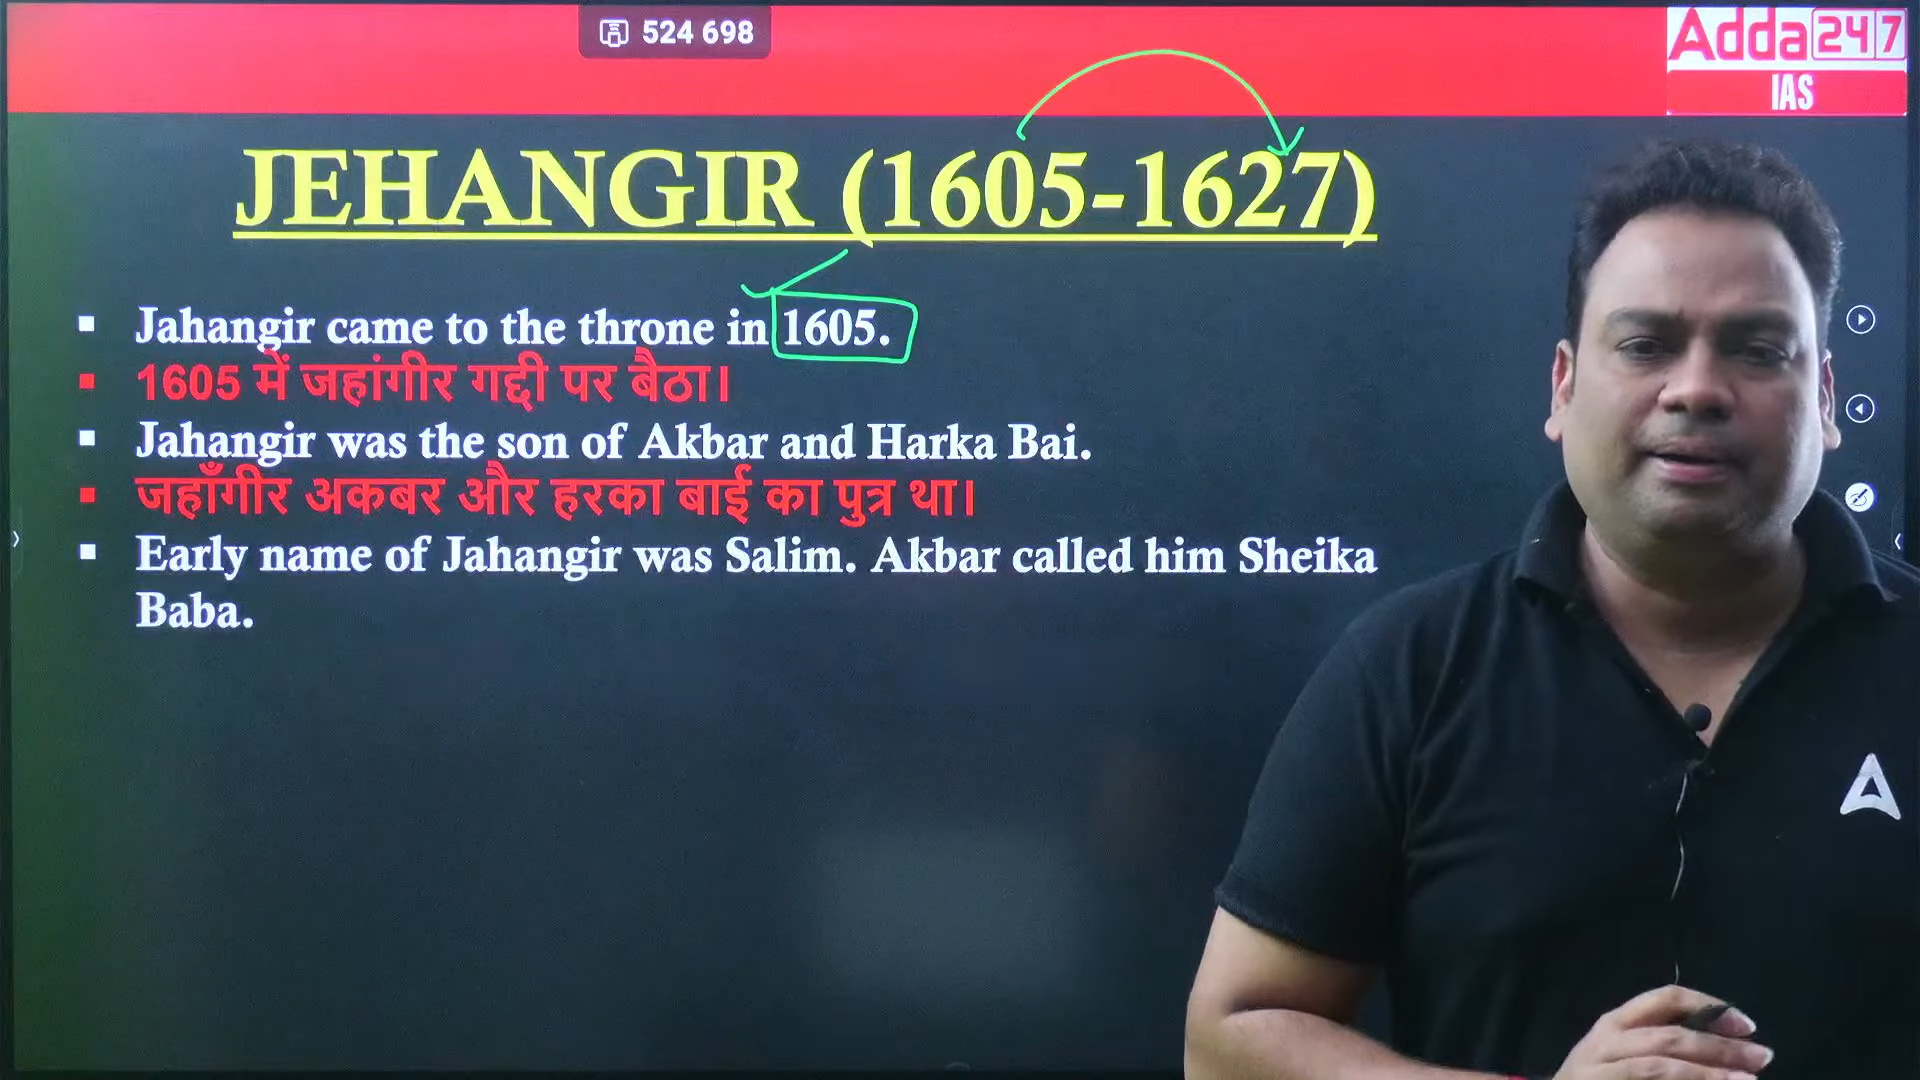 524 698
Adda247
IAS
JEHANGIR (1605-1627)
▪ Jahangir came to the throne in 1605.
▪ 1605 में जहांगीर गद्दी पर बैठा।
▪ Jahangir was the son of Akbar and Harka Bai.
▪ जहाँगीर अकबर और हरका बाई का पुत्र था।
▪ Early name of Jahangir was Salim. Akbar called him Sheika
Baba.